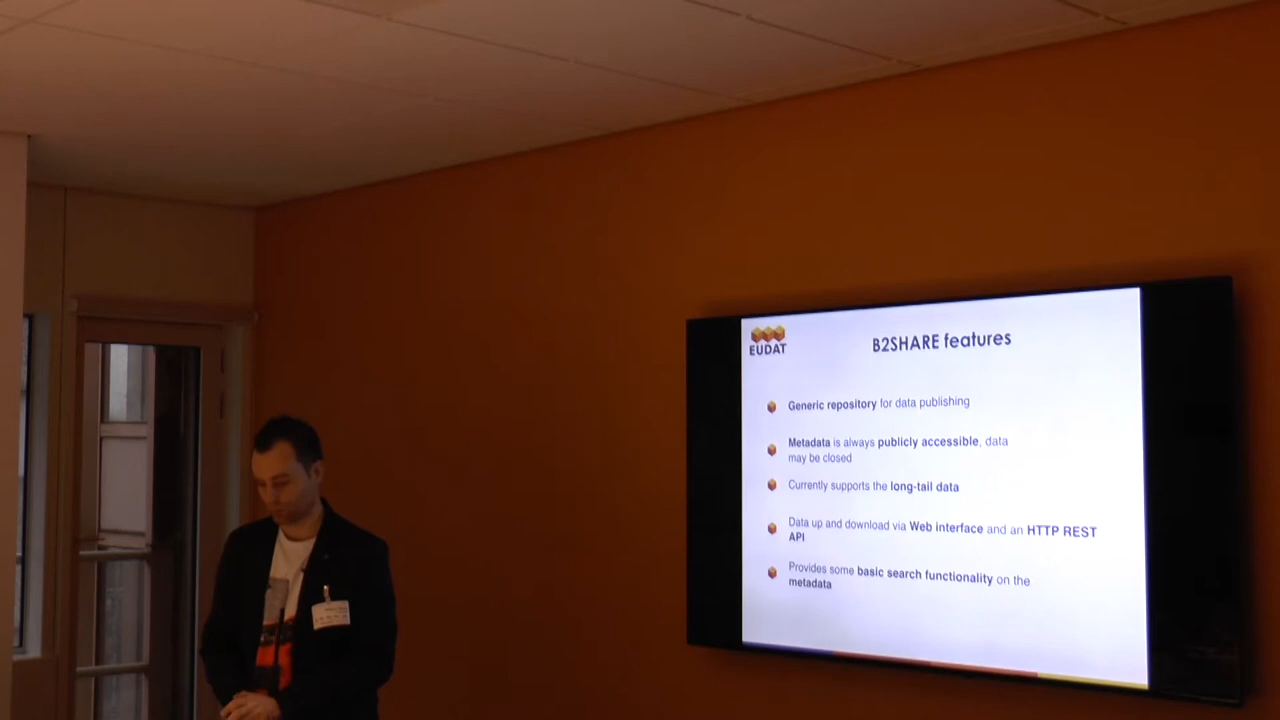 EUDAT
B2SHARE features
Generic repository for data publishing
Metadata is always publicly accessible, data
may be closed
Currently supports the long-tail data
Data up and download via Web interface and an HTTP REST
API
Provides some basic search functionality on the
metadata